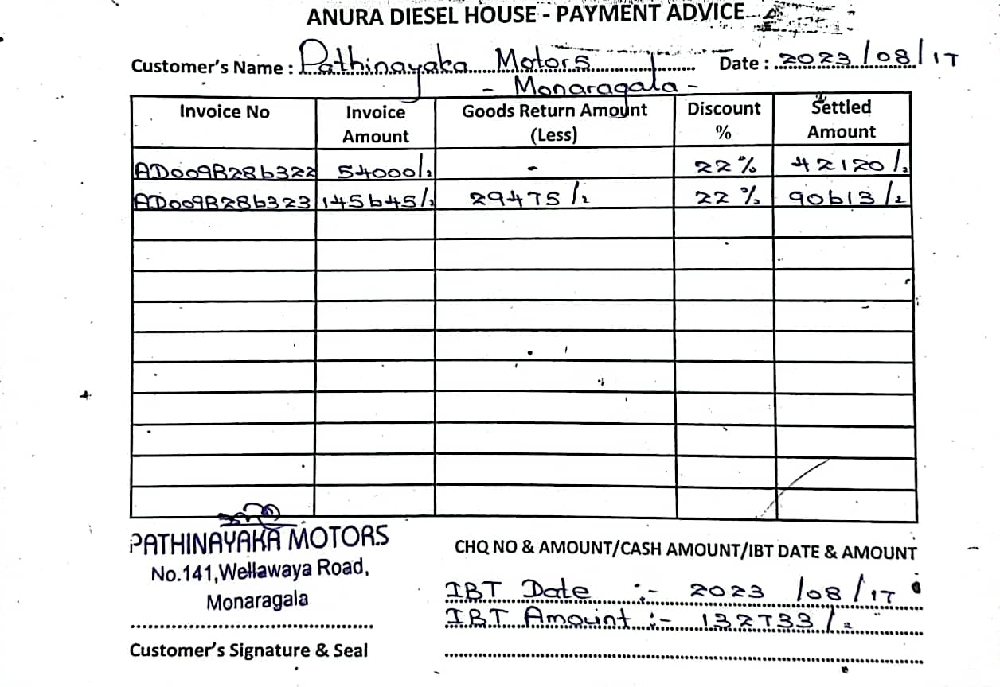 ANURA DIESEL HOUSE - PAYMENT ADVICE
Customer's Name : Pathinayaka Motors Date : 2023/08/17
- Monaragala -
Invoice No Invoice Amount Goods Return Amount (Less) Discount % Settled Amount
AD009B286322 54000/= - 22% 42120/=
AD009B286323 145645/= 29475/= 22% 90613/=
PATHINAYAKA MOTORS
No.141,Wellawaya Road,
Monaragala
Customer's Signature & Seal
CHQ NO & AMOUNT/CASH AMOUNT/IBT DATE & AMOUNT
IBT Date :- 2023/08/17
IBT Amount :- 132733/=